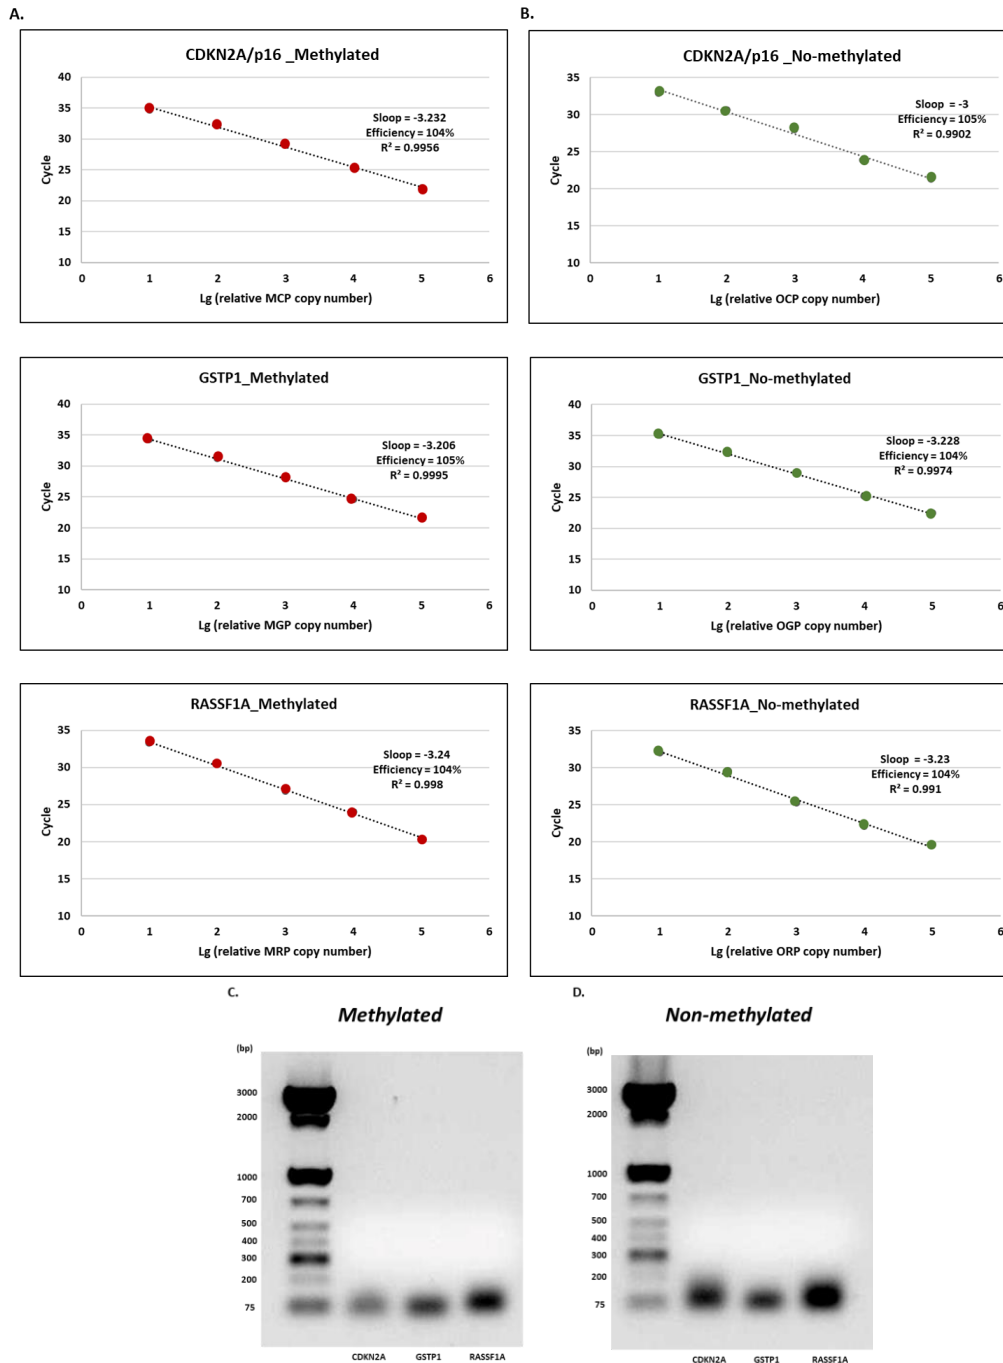 A.
CDKN2A/p16 _Methylated
40
35
30
25
20
15
10
Cycle
Sloop = -3.232
Efficiency = 104%
R² = 0.9956
0 1 2 3 4 5 6
Lg (relative MCP copy number)
B.
CDKN2A/p16 _No-methylated
35
30
25
20
15
10
Cycle
Sloop = -3
Efficiency = 105%
R² = 0.9902
0 1 2 3 4 5 6
Lg (relative OCP copy number)
GSTP1_Methylated
40
35
30
25
20
15
10
Cycle
Sloop = -3.206
Efficiency = 105%
R² = 0.9995
0 1 2 3 4 5 6
Lg (relative MGP copy number)
GSTP1_No-methylated
40
35
30
25
20
15
10
Cycle
Sloop = -3.228
Efficiency = 104%
R² = 0.9974
0 1 2 3 4 5 6
Lg (relative OGP copy number)
RASSF1A_Methylated
35
30
25
20
15
10
Cycle
Sloop = -3.24
Efficiency = 104%
R² = 0.998
0 1 2 3 4 5 6
Lg (relative MRP copy number)
RASSF1A_No-methylated
35
30
25
20
15
10
Cycle
Sloop = -3.23
Efficiency = 104%
R² = 0.991
0 1 2 3 4 5 6
Lg (relative ORP copy number)
C.
Methylated
(bp)
3000
2000
1000
700
500
400
300
200
75
CDKN2A GSTP1 RASSF1A
D.
Non-methylated
(bp)
3000
2000
1000
700
500
400
300
200
75
CDKN2A GSTP1 RASSF1A